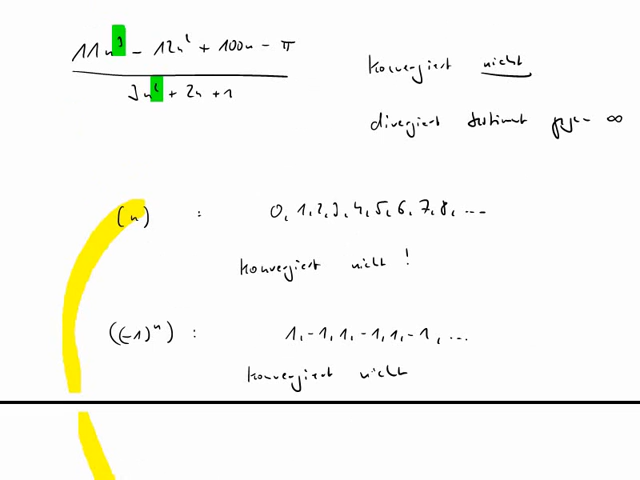 11n³ - 12n² + 100n - π
3n² + 2n + 1
konvergiert nicht
divergiert bestimmt gegen ∞
(n) : 0, 1, 2, 3, 4, 5, 6, 7, 8, ...
konvergiert nicht !
((-1)ⁿ) : 1, -1, 1, -1, 1, -1, ...
konvergiert nicht